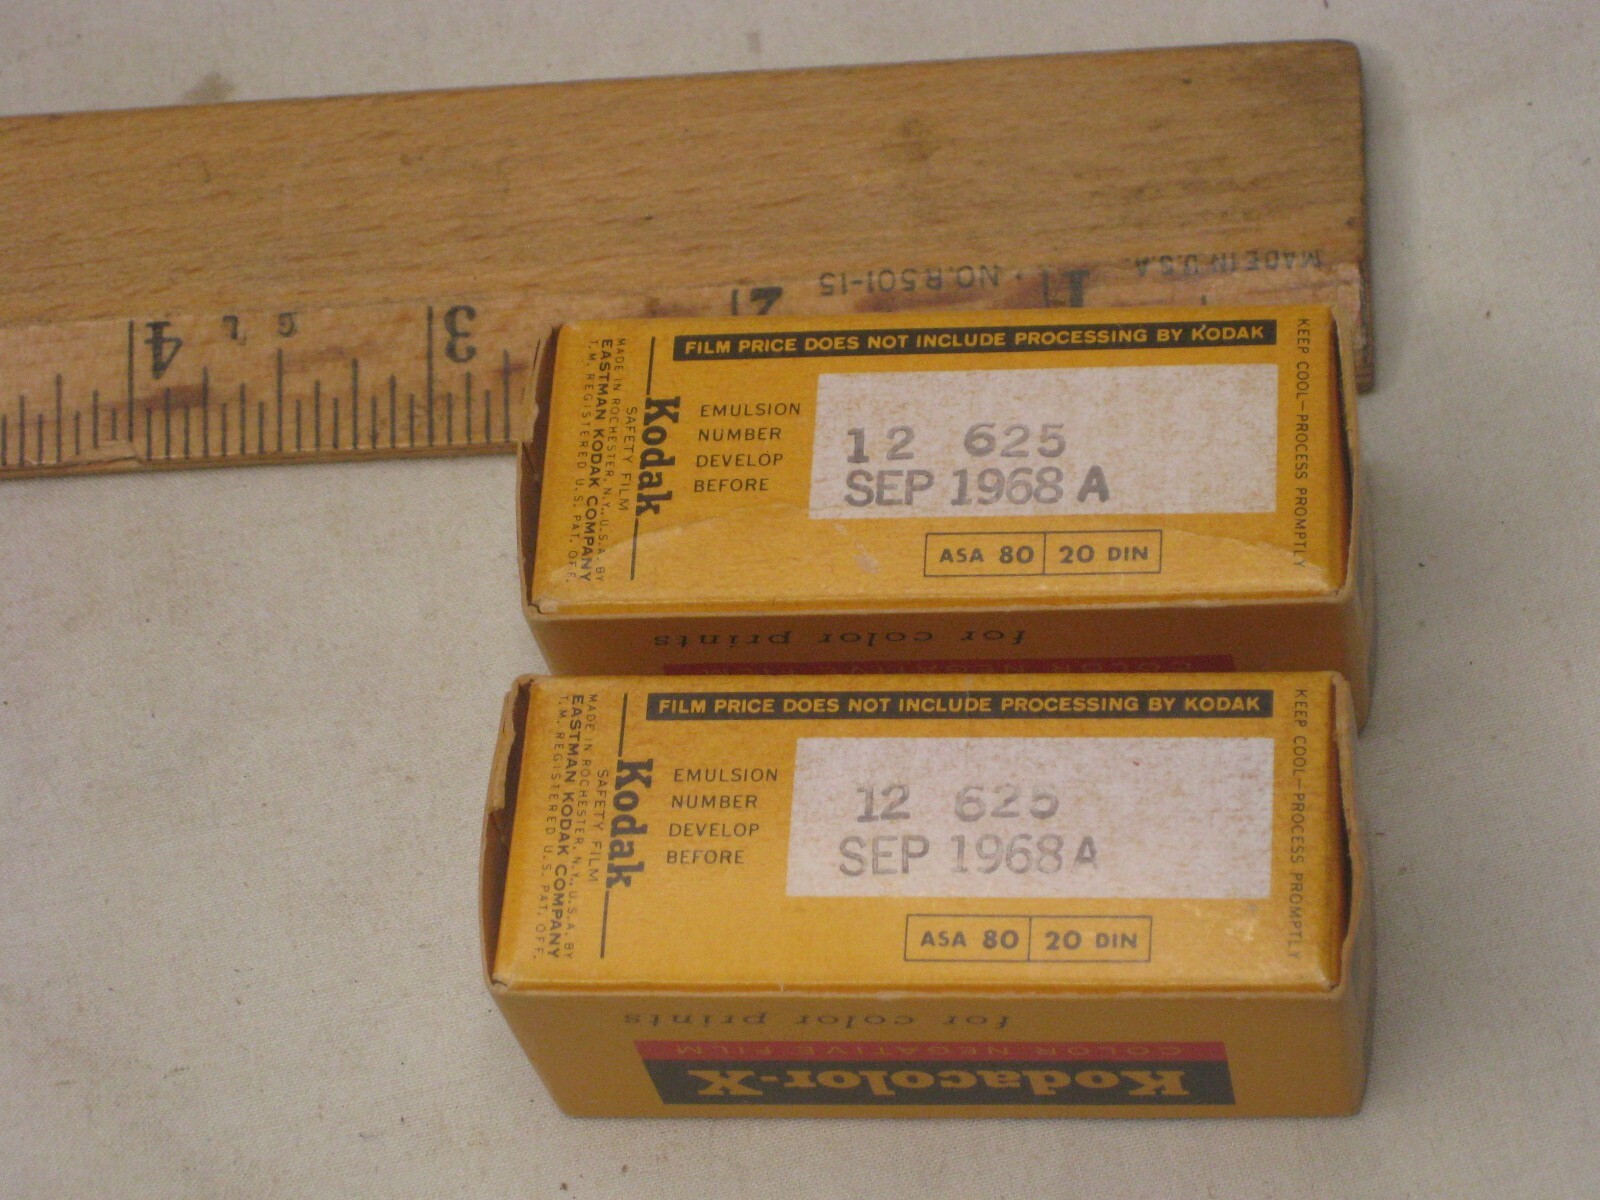 MADE IN U.S.A.
NO. 8501-15
1
2
3
4
G L
FILM PRICE DOES NOT INCLUDE PROCESSING BY KODAK
EMULSION
NUMBER
DEVELOP
BEFORE
12 625
SEP 1968 A
ASA 80 20 DIN
Kodak
SAFETY FILM
MADE IN ROCHESTER, N.Y., U.S.A. BY
EASTMAN KODAK COMPANY
T.M. REGISTERED U.S. PAT. OFF.
KEEP COOL—PROCESS PROMPTLY
for color prints
COLOR NEGATIVE FILM
FILM PRICE DOES NOT INCLUDE PROCESSING BY KODAK
EMULSION
NUMBER
DEVELOP
BEFORE
12 625
SEP 1968 A
ASA 80 20 DIN
Kodak
SAFETY FILM
MADE IN ROCHESTER, N.Y., U.S.A. BY
EASTMAN KODAK COMPANY
T.M. REGISTERED U.S. PAT. OFF.
KEEP COOL—PROCESS PROMPTLY
for color prints
COLOR NEGATIVE FILM
Kodacolor-X